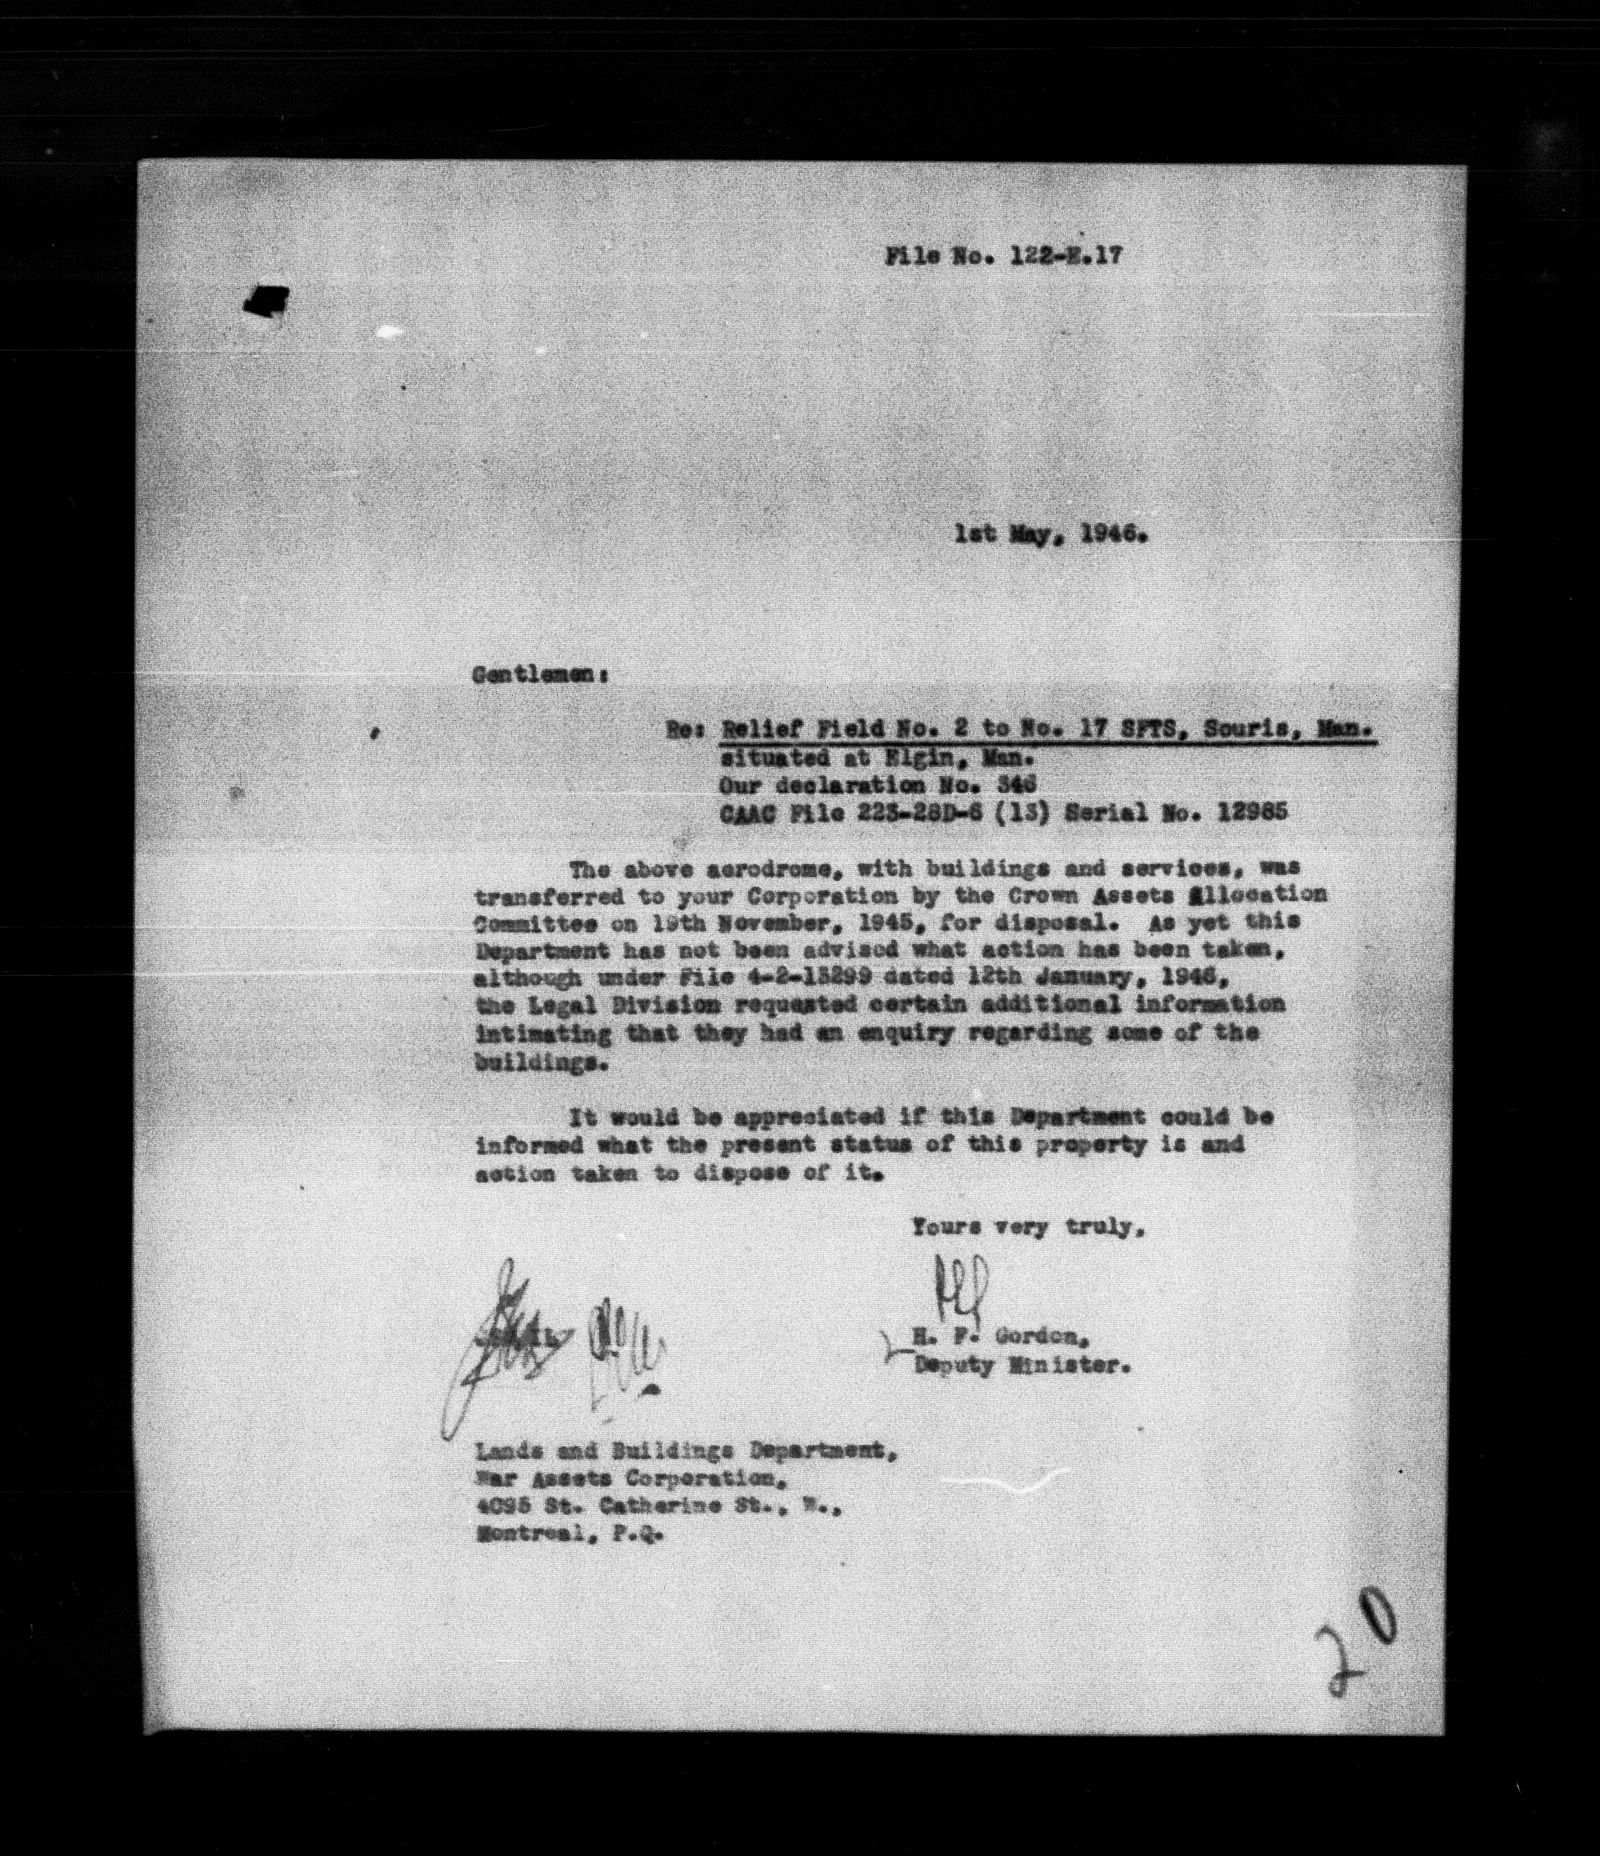 File No. 122-E.17
1st May, 1946.
Gentlemen:
Re: Relief Field No. 2 to No. 17 SFTS, Souris, Man.
situated at Elgin, Man.
Our declaration No. 346
CAAC File 223-28D-6 (13) Serial No. 12985
The above aerodrome, with buildings and services, was
transferred to your Corporation by the Crown Assets Allocation
Committee on 19th November, 1945, for disposal. As yet this
Department has not been advised what action has been taken,
although under File 4-2-13299 dated 12th January, 1946,
the Legal Division requested certain additional information
intimating that they had an enquiry regarding some of the
buildings.
It would be appreciated if this Department could be
informed what the present status of this property is and
action taken to dispose of it.
Yours very truly,
H. F. Gordon,
Deputy Minister.
Lands and Buildings Department,
War Assets Corporation,
4095 St. Catherine St., W.,
Montreal, P.Q.
20